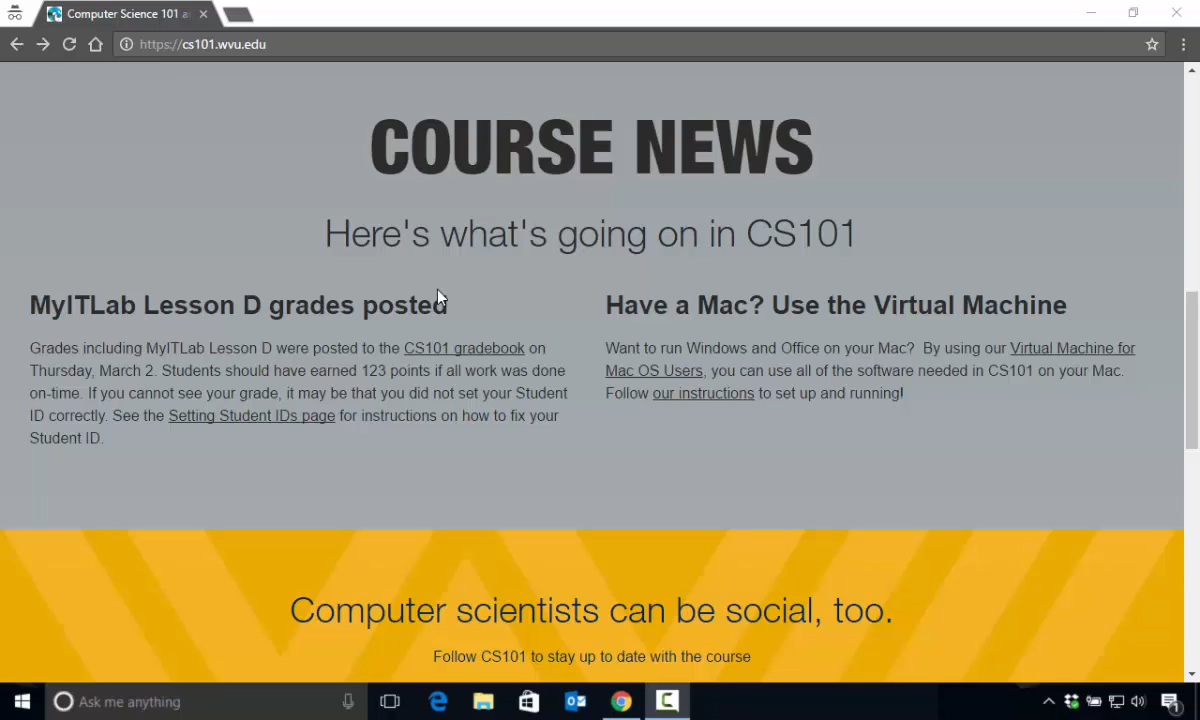 Computer Science 101 a
https://cs101.wvu.edu
COURSE NEWS
Here's what's going on in CS101
MyITLab Lesson D grades posted
Grades including MyITLab Lesson D were posted to the CS101 gradebook on
Thursday, March 2. Students should have earned 123 points if all work was done
on-time. If you cannot see your grade, it may be that you did not set your Student
ID correctly. See the Setting Student IDs page for instructions on how to fix your
Student ID.
Have a Mac? Use the Virtual Machine
Want to run Windows and Office on your Mac? By using our Virtual Machine for
Mac OS Users, you can use all of the software needed in CS101 on your Mac.
Follow our instructions to set up and running!
Computer scientists can be social, too.
Follow CS101 to stay up to date with the course
Ask me anything
1